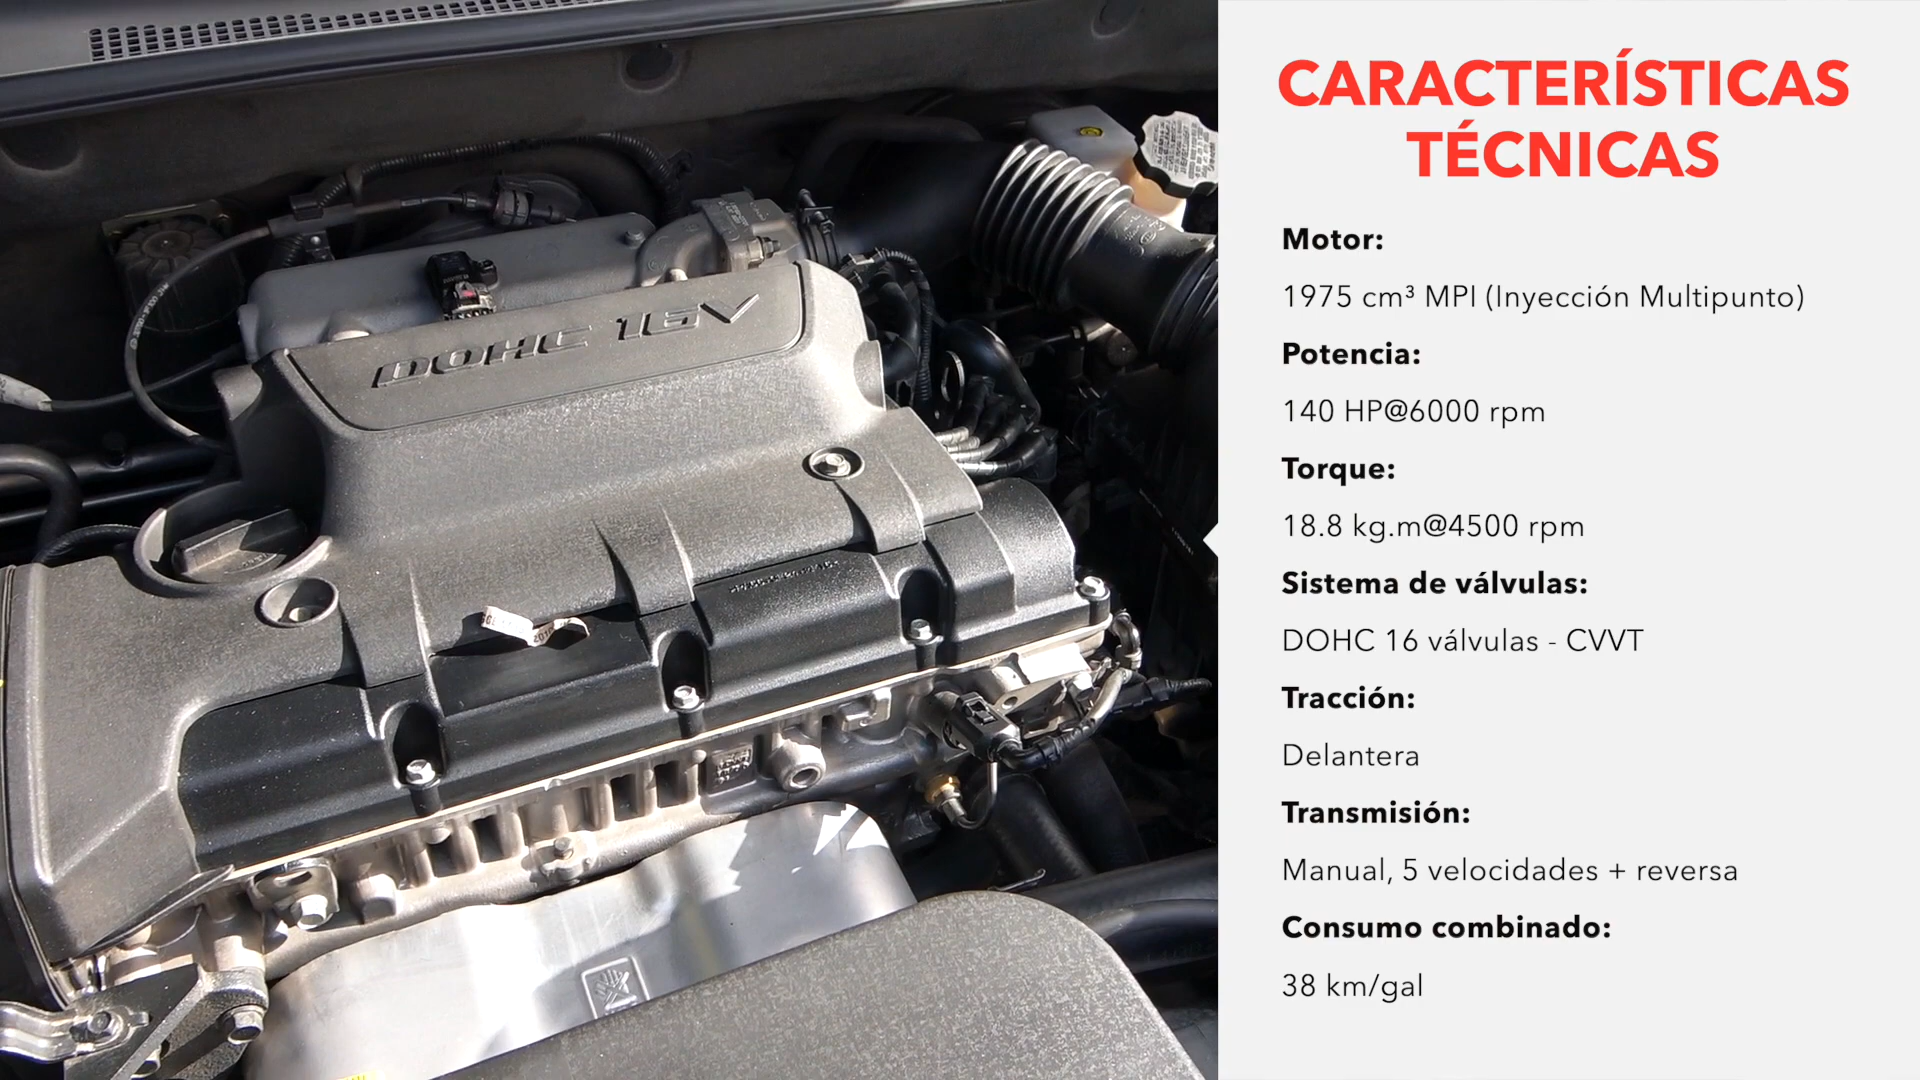 DOHC 16V
CARACTERÍSTICAS
TÉCNICAS
Motor:
1975 cm³ MPI (Inyección Multipunto)
Potencia:
140 HP@6000 rpm
Torque:
18.8 kg.m@4500 rpm
Sistema de válvulas:
DOHC 16 válvulas - CVVT
Tracción:
Delantera
Transmisión:
Manual, 5 velocidades + reversa
Consumo combinado:
38 km/gal